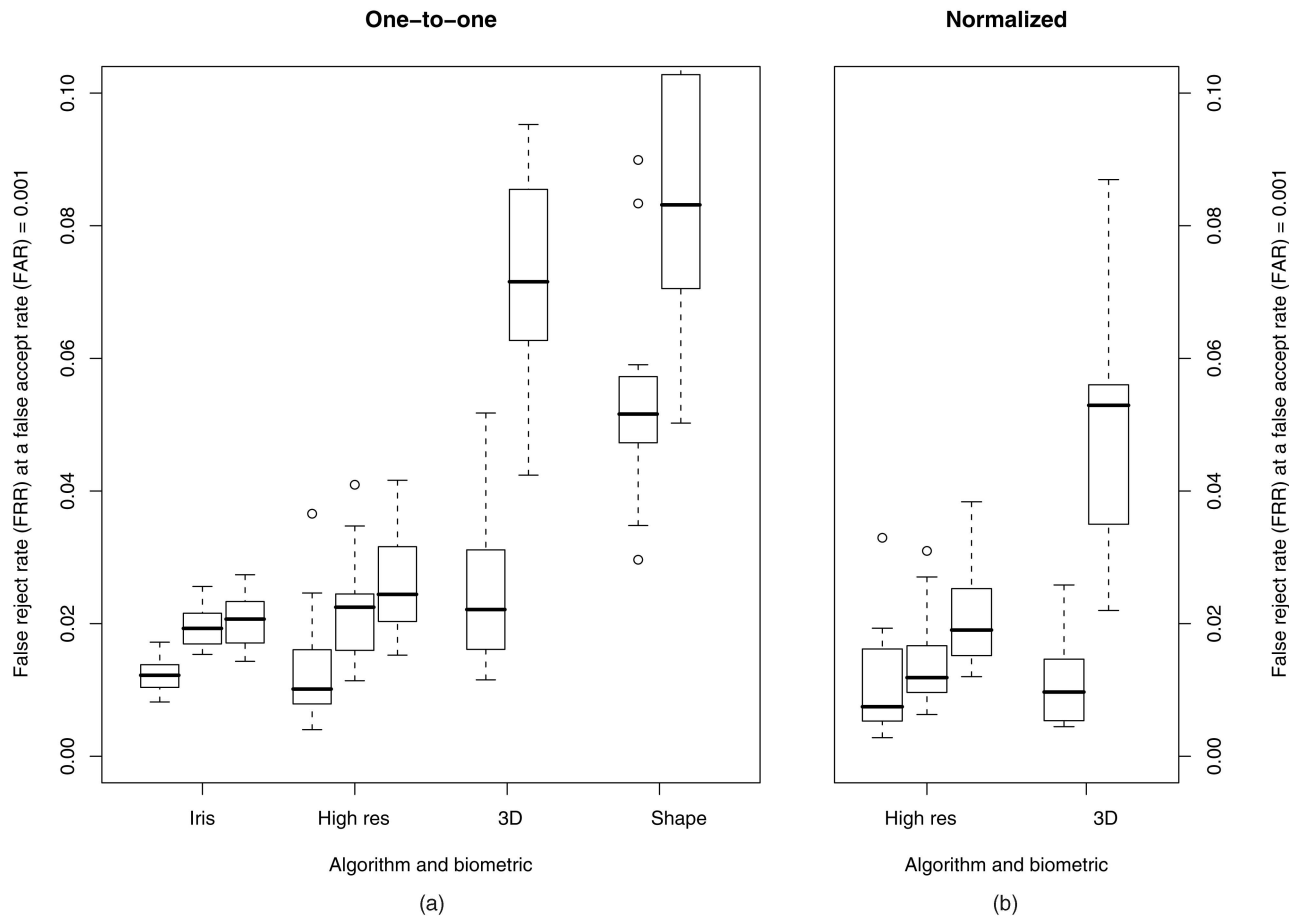 One−to−one
Normalized
False reject rate (FRR) at a false accept rate (FAR) = 0.001
0.10
0.08
0.06
0.04
0.02
0.00
Iris High res 3D Shape
Algorithm and biometric
(a)
0.10
0.08
0.06
0.04
0.02
0.00
False reject rate (FRR) at a false accept rate (FAR) = 0.001
High res 3D
Algorithm and biometric
(b)